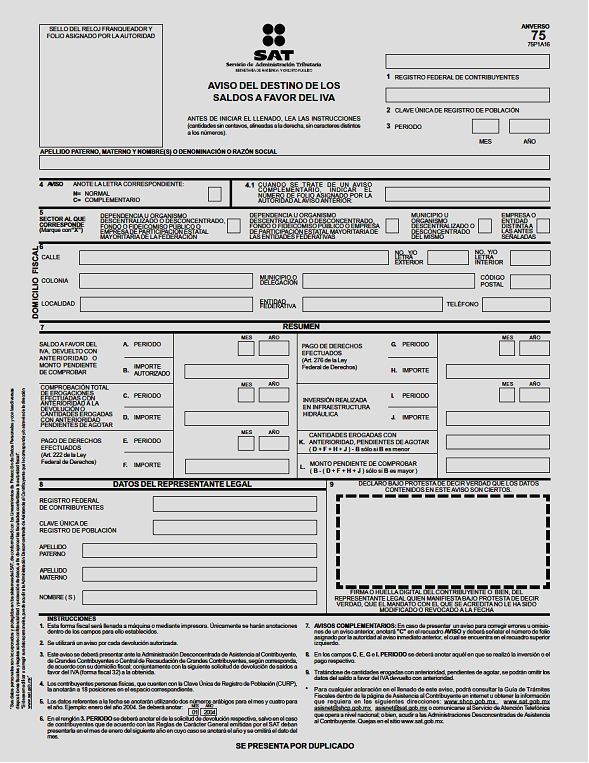 SELLO DEL RELOJ FRANQUEADOR Y
FOLIO ASIGNADO POR LA AUTORIDAD
SAT
Servicio de Administración Tributaria
SECRETARÍA DE HACIENDA Y CRÉDITO PÚBLICO
AVISO DEL DESTINO DE LOS
SALDOS A FAVOR DEL IVA
ANTES DE INICIAR EL LLENADO, LEA LAS INSTRUCCIONES
(cantidades sin centavos, alineadas a la derecha, sin caracteres distintos
a los números).
ANVERSO
75
75P1A16
1 REGISTRO FEDERAL DE CONTRIBUYENTES
2 CLAVE ÚNICA DE REGISTRO DE POBLACIÓN
3 PERIODO
MES AÑO
APELLIDO PATERNO, MATERNO Y NOMBRE(S) O DENOMINACIÓN O RAZÓN SOCIAL
4 AVISO ANOTE LA LETRA CORRESPONDIENTE:
N= NORMAL
C= COMPLEMENTARIO
4.1 CUANDO SE TRATE DE UN AVISO
COMPLEMENTARIO, INDICAR EL
NÚMERO DE FOLIO ASIGNADO POR LA
AUTORIDAD AL AVISO ANTERIOR:
5
SECTOR AL QUE
CORRESPONDE
(Marque con "X")
DEPENDENCIA U ORGANISMO
DESCENTRALIZADO O DESCONCENTRADO,
FONDO O FIDEICOMISO PÚBLICO O
EMPRESA DE PARTICIPACIÓN ESTATAL
MAYORITARIA DE LA FEDERACIÓN
DEPENDENCIA U ORGANISMO
DESCENTRALIZADO O DESCONCENTRADO,
FONDO O FIDEICOMISO PÚBLICO O EMPRESA
DE PARTICIPACIÓN ESTATAL MAYORITARIA DE
LAS ENTIDADES FEDERATIVAS
MUNICIPIO U
ORGANISMO
DESCENTRALIZADO O
DESCONCENTRADO
DEL MISMO
EMPRESA O
ENTIDAD
DISTINTA A
LAS ANTES
SEÑALADAS
6
DOMICILIO FISCAL
CALLE
NO. Y/O
LETRA
EXTERIOR
NO. Y/O
LETRA
INTERIOR
COLONIA
MUNICIPIO O
DELEGACIÓN
CÓDIGO
POSTAL
LOCALIDAD
ENTIDAD
FEDERATIVA
TELÉFONO
7 RESUMEN
SALDO A FAVOR DEL
IVA, DEVUELTO CON
ANTERIORIDAD O
MONTO PENDIENTE
DE COMPROBAR
A. PERIODO
MES AÑO
B. IMPORTE
AUTORIZADO
COMPROBACIÓN TOTAL
DE EROGACIONES
EFECTUADAS CON
ANTERIORIDAD A LA
DEVOLUCIÓN O
CANTIDADES EROGADAS
CON ANTERIORIDAD
PENDIENTES DE AGOTAR
C. PERIODO
MES AÑO
D. IMPORTE
PAGO DE DERECHOS
EFECTUADOS
(Art. 222 de la Ley
Federal de Derechos)
E. PERIODO
MES AÑO
F. IMPORTE
PAGO DE DERECHOS
EFECTUADOS
(Art. 276 de la Ley
Federal de Derechos)
G. PERIODO
MES AÑO
H. IMPORTE
INVERSIÓN REALIZADA
EN INFRAESTRUCTURA
HIDRÁULICA
I. PERIODO
MES AÑO
J. IMPORTE
CANTIDADES EROGADAS CON
K. ANTERIORIDAD, PENDIENTES DE AGOTAR
( D + F + H + J ) - B sólo si B es menor
L. MONTO PENDIENTE DE COMPROBAR
( B - ( D + F + H + J ) sólo si B es mayor )
8 DATOS DEL REPRESENTANTE LEGAL
REGISTRO FEDERAL
DE CONTRIBUYENTES
CLAVE ÚNICA DE
REGISTRO DE POBLACIÓN
APELLIDO
PATERNO
APELLIDO
MATERNO
NOMBRE ( S )
9 DECLARO BAJO PROTESTA DE DECIR VERDAD QUE LOS DATOS
CONTENIDOS EN ESTE AVISO SON CIERTOS.
FIRMA O HUELLA DIGITAL DEL CONTRIBUYENTE O BIEN, DEL
REPRESENTANTE LEGAL QUIEN MANIFIESTA BAJO PROTESTA DE DECIR
VERDAD, QUE EL MANDATO CON EL QUE SE ACREDITA NO LE HA SIDO
MODIFICADO O REVOCADO A LA FECHA
INSTRUCCIONES
1. Esta forma fiscal será llenada a máquina o mediante impresora. Únicamente se harán anotaciones
dentro de los campos para ello establecidos.
2. Se utilizará un aviso por cada devolución autorizada.
3. Este aviso se deberá presentar ante la Administración Desconcentrada de Asistencia al Contribuyente,
de Grandes Contribuyentes o Central de Recaudación de Grandes Contribuyentes, según corresponda,
de acuerdo con su domicilio fiscal; conjuntamente con la siguiente solicitud de devolución de saldos a
favor del IVA (forma fiscal 32) a la obtenida.
4. Los contribuyentes personas físicas, que cuenten con la Clave Única de Registro de Población (CURP),
la anotarán a 18 posiciones en el espacio correspondiente.
5. Los datos referentes a la fecha se anotarán utilizando dos números arábigos para el mes y cuatro para
el año. Ejemplo: enero del año 2004. Se deberá anotar: MES 01 AÑO 2004
6. En el renglón 3. PERIODO se deberá anotar el de la solicitud de devolución respectiva, salvo en el caso
de contribuyentes que de acuerdo con las Reglas de Carácter General emitidas por el SAT deban
presentarla en el mes de enero del siguiente año en cuyo caso se anotará el año y se omitirá el dato del
mes.
7. AVISOS COMPLEMENTARIOS: En caso de presentar un aviso para corregir errores u omisio-
nes de un aviso anterior, anotará "C" en el recuadro AVISO y deberá señalar el número de folio
asignado por la autoridad al aviso inmediato anterior, el cual se encuentra en el recuadro superior
izquierdo.
8. En los campos C, E, G e I. PERIODO se deberá anotar aquél en que se realizó la inversión o el
pago respectivo.
9. Tratándose de cantidades erogadas con anterioridad, pendientes de agotar, se podrán omitir los
datos del saldo a favor del IVA devuelto con anterioridad.
* Para cualquier aclaración en el llenado de este aviso, podrá consultar la Guía de Trámites
Fiscales dentro de la página de Asistencia al Contribuyente en internet u obtener la información
que requiera en las siguientes direcciones: www.shcp.gob.mx, www.sat.gob.mx
asisnet@shcp.gob.mx, asisnet@sat.gob.mx o comunicarse al Servicio de Atención Telefónica
que opera a nivel nacional; o bien, acudir a las Administraciones Desconcentradas de Asistencia
al Contribuyente. Quejas en el sitio www.sat.gob.mx.
SE PRESENTA POR DUPLICADO